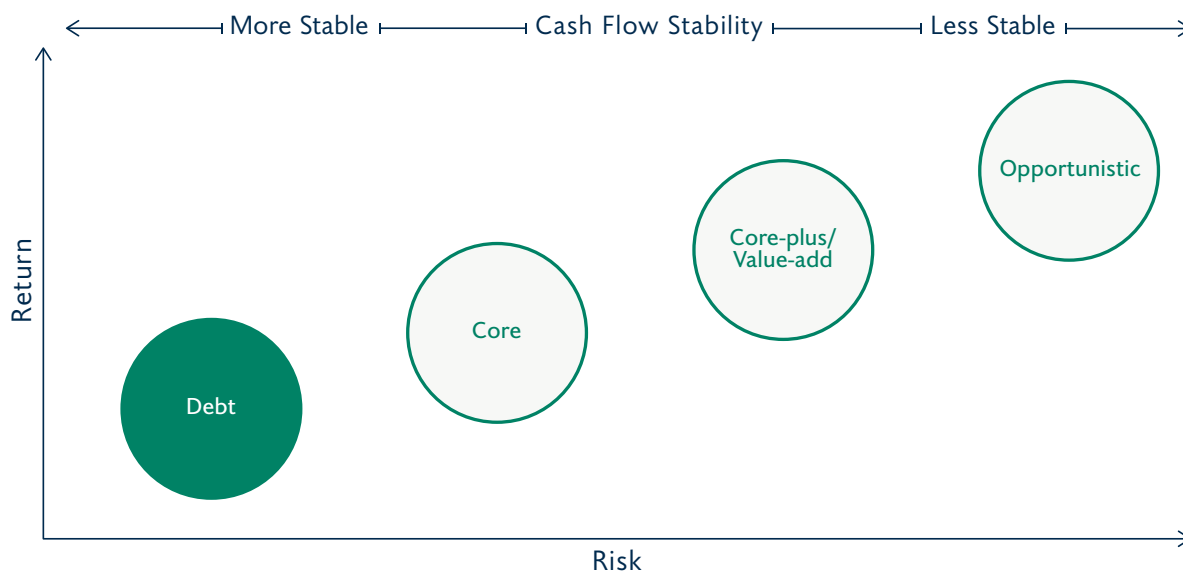 More Stable
Cash Flow Stability
Less Stable
Return
Opportunistic
Core-plus/
Value-add
Core
Debt
Risk